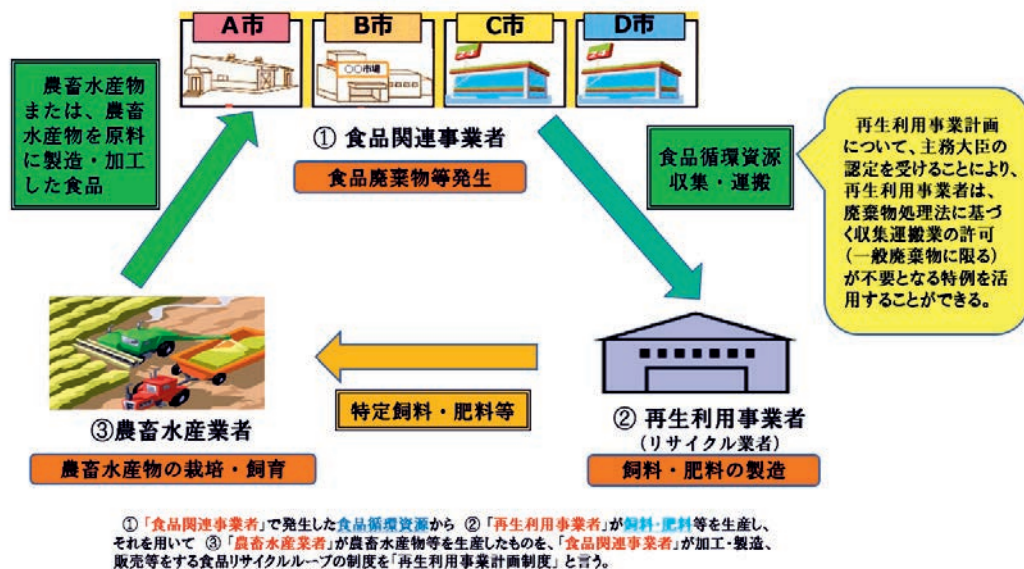 A市
B市
C市
D市
〇〇市場
農畜水産物
または、農畜
水産物を原料
に製造・加工
した食品
① 食品関連事業者
食品廃棄物等発生
食品循環資源
収集・運搬
再生利用事業計画
について、主務大臣の
認定を受けることにより、
再生利用事業者は、
廃棄物処理法に基づ
く収集運搬業の許可
(一般廃棄物に限る)
が不要となる特例を活
用することができる。
特定飼料・肥料等
③農畜水産業者
農畜水産物の栽培・飼育
② 再生利用事業者
(リサイクル業者)
飼料・肥料の製造
①「食品関連事業者」で発生した食品循環資源から ②「再生利用事業者」が飼料・肥料等を生産し、
それを用いて ③「農畜水産業者」が農畜水産物等を生産したものを、「食品関連事業者」が加工・製造、
販売等をする食品リサイクルループの制度を「再生利用事業計画制度」と言う。